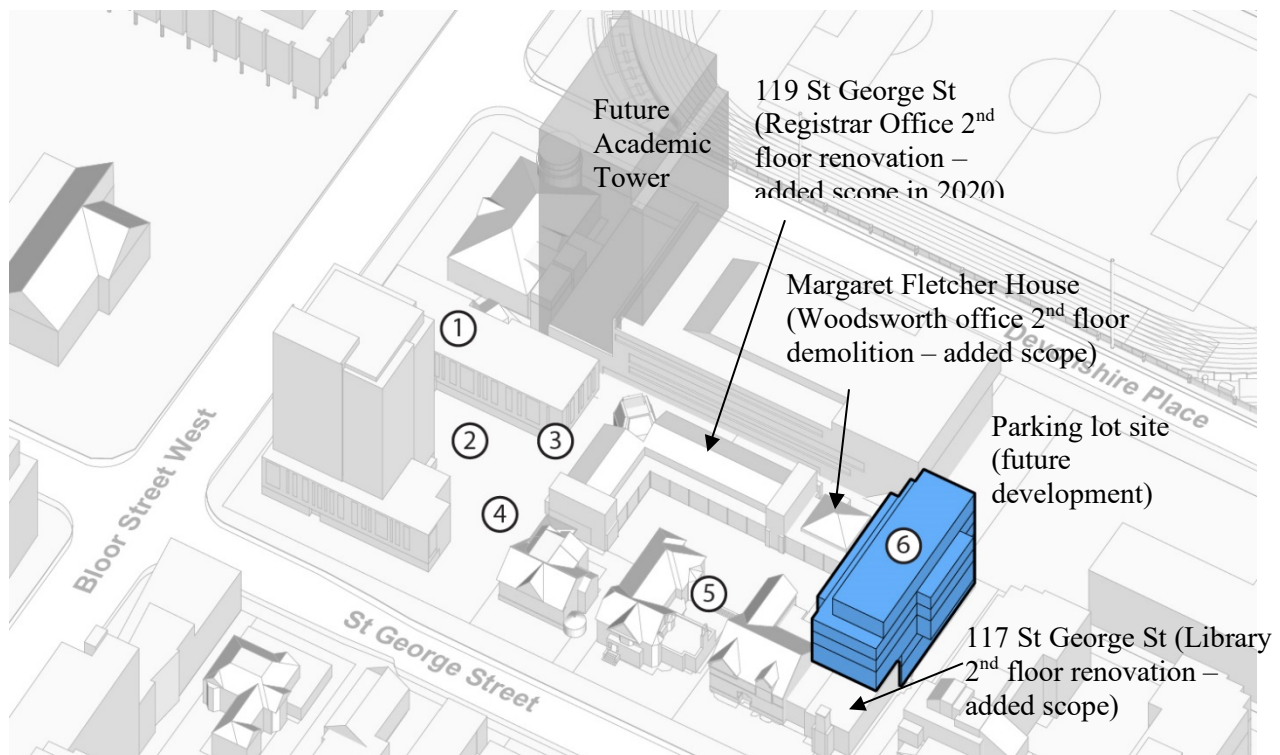 Future
Academic
Tower
119 St George St
(Registrar Office 2nd
floor renovation –
added scope in 2020)
Margaret Fletcher House
(Woodsworth office 2nd floor
demolition – added scope)
Devonshire Place
Parking lot site
(future
development)
1
2
3
4
5
6
Bloor Street West
St George Street
117 St George St (Library
2nd floor renovation –
added scope)